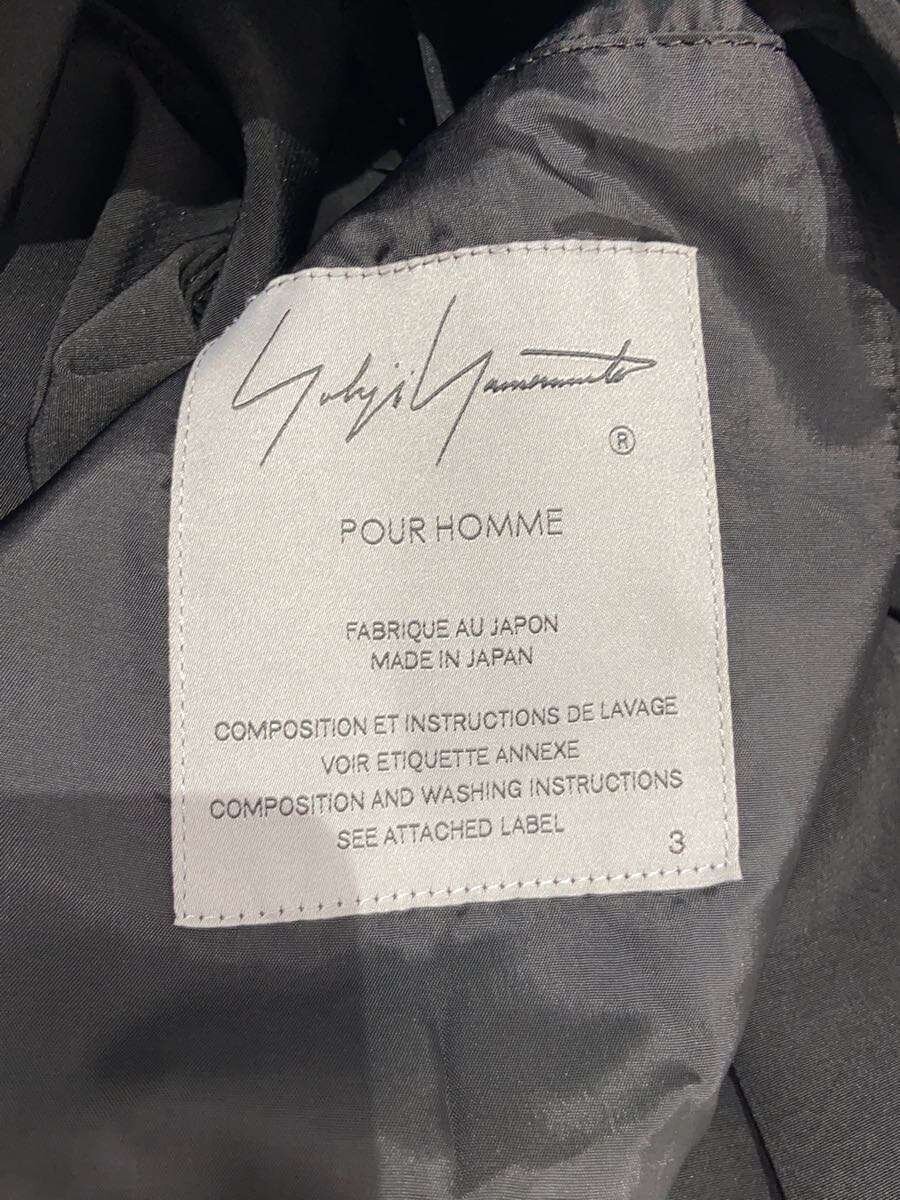 Yohji Yamamoto
®
POUR HOMME
FABRIQUE AU JAPON
MADE IN JAPAN
COMPOSITION ET INSTRUCTIONS DE LAVAGE
VOIR ETIQUETTE ANNEXE
COMPOSITION AND WASHING INSTRUCTIONS
SEE ATTACHED LABEL
3